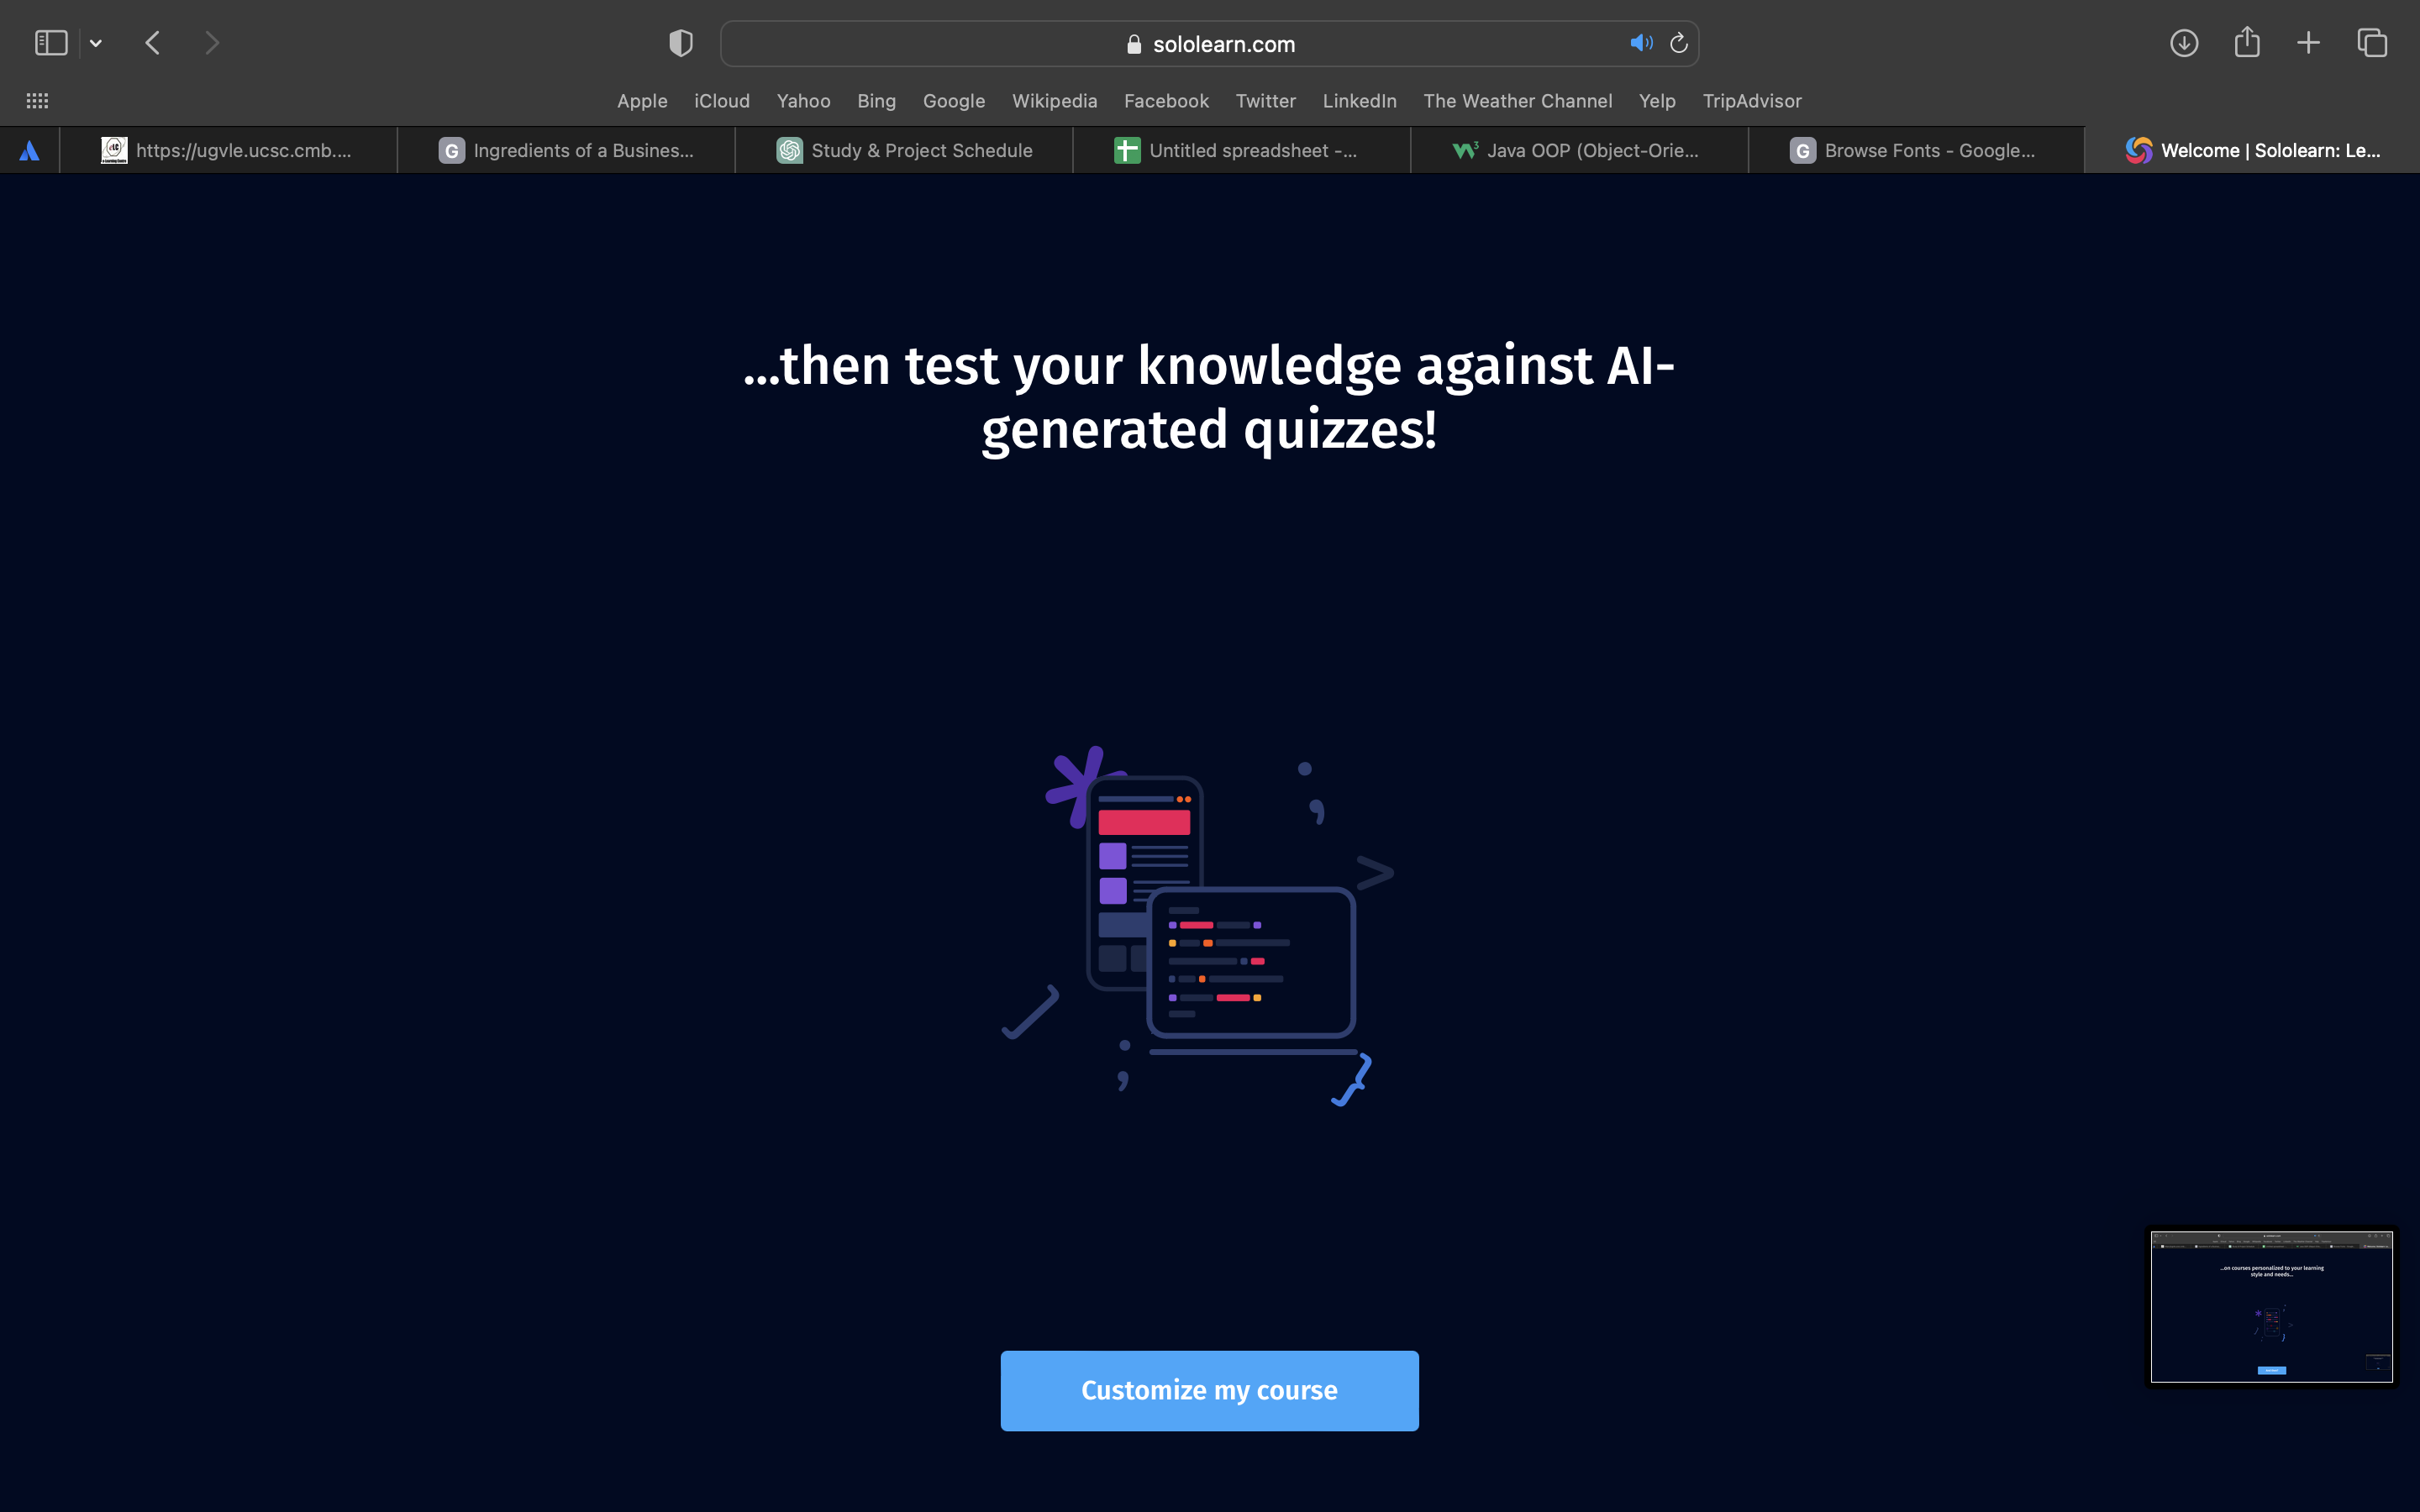 sololearn.com
Apple iCloud Yahoo Bing Google Wikipedia Facebook Twitter LinkedIn The Weather Channel Yelp TripAdvisor
https://ugvle.ucsc.cmb.... G Ingredients of a Busines... Study & Project Schedule Untitled spreadsheet -... Java OOP (Object-Orie... G Browse Fonts - Google... Welcome | Sololearn: Le...
...then test your knowledge against AI-
generated quizzes!
...on courses personalized to your learning
style and needs...
Customize my course